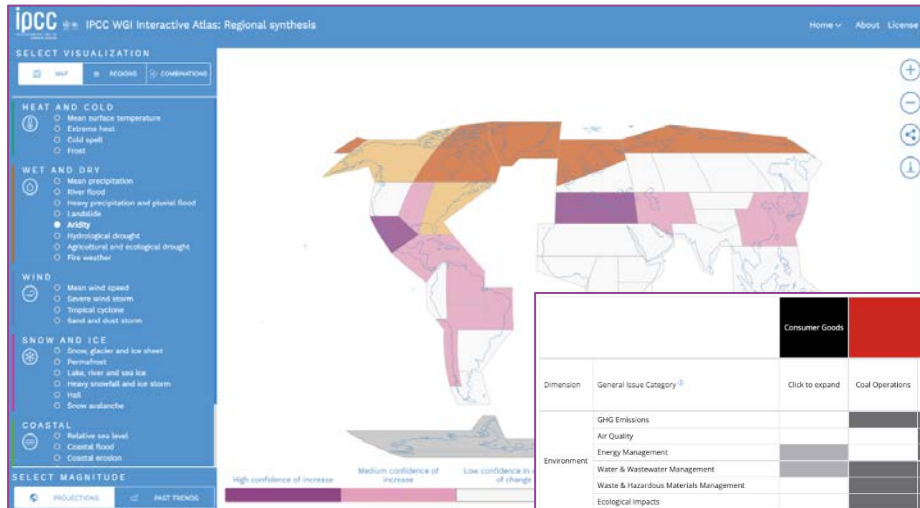 ipcc
IPCC WGI Interactive Atlas: Regional synthesis
Home About License
SELECT VISUALIZATION
MAP REGIONS COMBINATIONS
HEAT AND COLD
Mean surface temperature
Extreme heat
Cold spell
Frost
WET AND DRY
Mean precipitation
River flood
Heavy precipitation and pluvial flood
Landslide
Aridity
Hydrological drought
Agricultural and ecological drought
Fire weather
WIND
Mean wind speed
Severe wind storm
Tropical cyclone
Sand and dust storm
SNOW AND ICE
Snow, glacier and ice sheet
Permafrost
Lake, river and sea ice
Heavy snowfall and ice storm
Hail
Snow avalanche
COASTAL
Relative sea level
Coastal flood
Coastal erosion
SELECT MAGNITUDE
PROJECTIONS PAST TRENDS
High confidence of increase
Medium confidence of
increase
Low confidence in
of change
Consumer Goods
Dimension General Issue Category Click to expand Coal Operations
Environment
GHG Emissions
Air Quality
Energy Management
Water & Wastewater Management
Waste & Hazardous Materials Management
Ecological Impacts